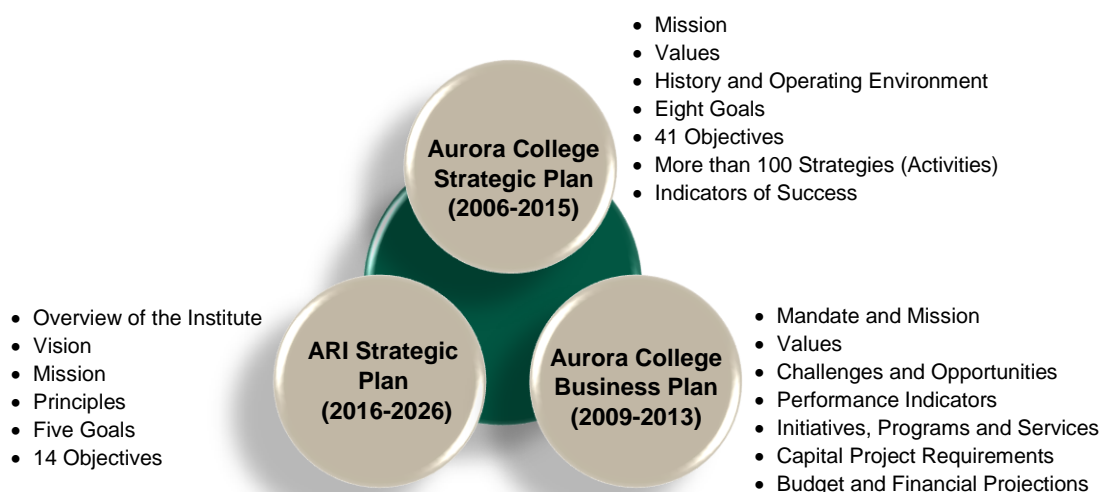 • Mission
• Values
• History and Operating Environment
• Eight Goals
• 41 Objectives
• More than 100 Strategies (Activities)
• Indicators of Success
Aurora College
Strategic Plan
(2006-2015)
• Overview of the Institute
• Vision
• Mission
• Principles
• Five Goals
• 14 Objectives
ARI Strategic
Plan
(2016-2026)
Aurora College
Business Plan
(2009-2013)
• Mandate and Mission
• Values
• Challenges and Opportunities
• Performance Indicators
• Initiatives, Programs and Services
• Capital Project Requirements
• Budget and Financial Projections